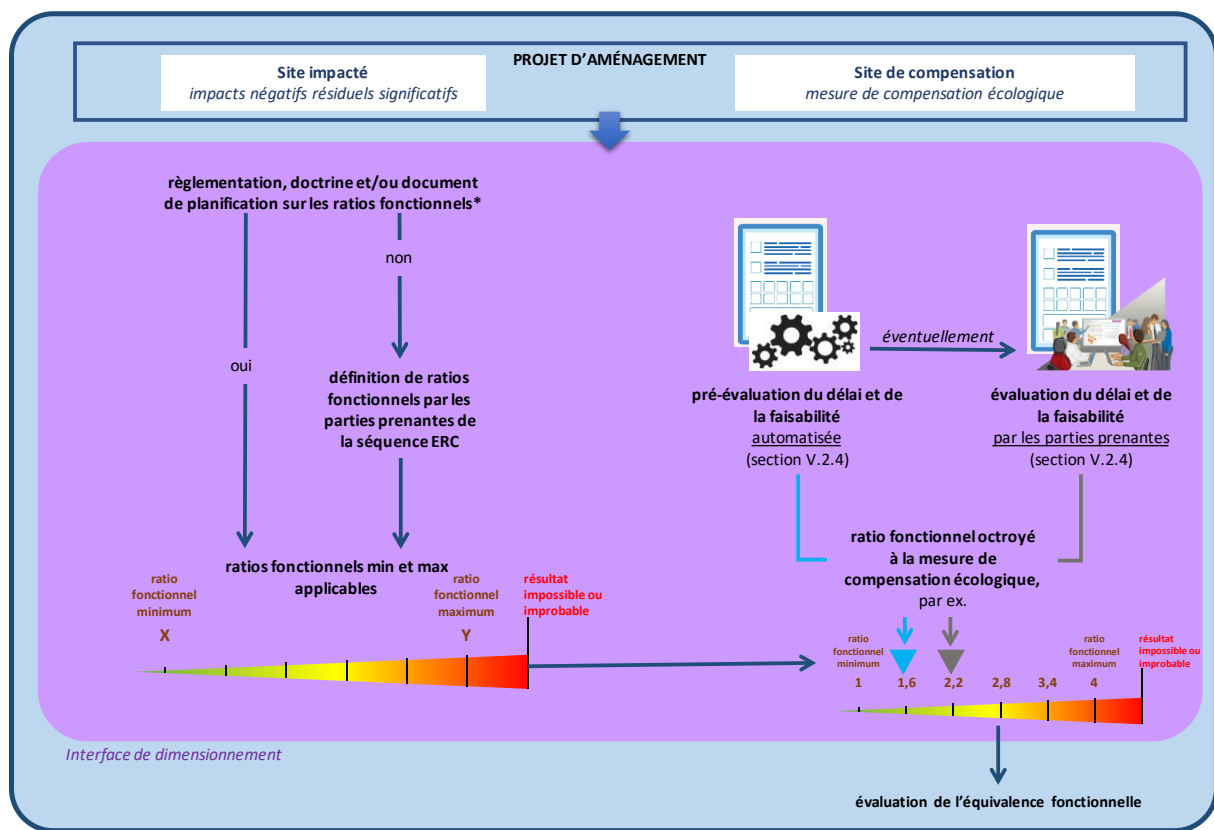 PROJET D'AMÉNAGEMENT
Site impacté
impacts négatifs résiduels significatifs
Site de compensation
mesure de compensation écologique
règlementation, doctrine et/ou document
de planification sur les ratios fonctionnels*
non
oui
définition de ratios
fonctionnels par les
parties prenantes de
la séquence ERC
ratios fonctionnels min et max
applicables
ratio
fonctionnel
minimum
X
ratio
fonctionnel
maximum
Y
résultat
impossible ou
improbable
éventuellement
pré-évaluation du délai et de
la faisabilité
automatisée
(section V.2.4)
évaluation du délai et de
la faisabilité
par les parties prenantes
(section V.2.4)
ratio fonctionnel octroyé
à la mesure de
compensation écologique,
par ex.
ratio
fonctionnel
minimum
ratio
fonctionnel
maximum
résultat
impossible ou
improbable
1 1,6 2,2 2,8 3,4 4
Interface de dimensionnement
évaluation de l'équivalence fonctionnelle